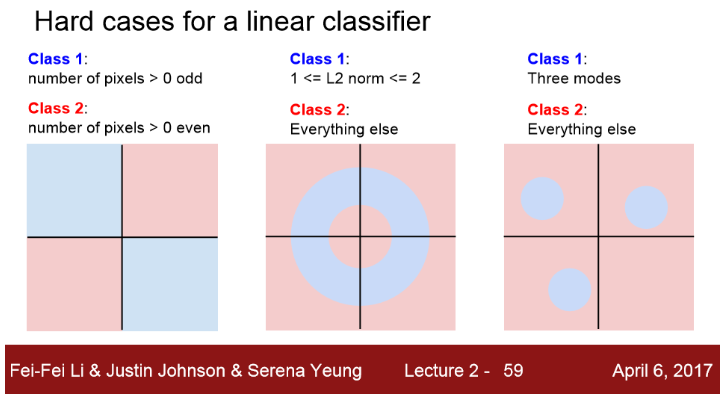 Hard cases for a linear classifier
Class 1:
number of pixels > 0 odd
Class 2:
number of pixels > 0 even
Class 1:
1 <= L2 norm <= 2
Class 2:
Everything else
Class 1:
Three modes
Class 2:
Everything else
Fei-Fei Li & Justin Johnson & Serena Yeung Lecture 2 - 59 April 6, 2017